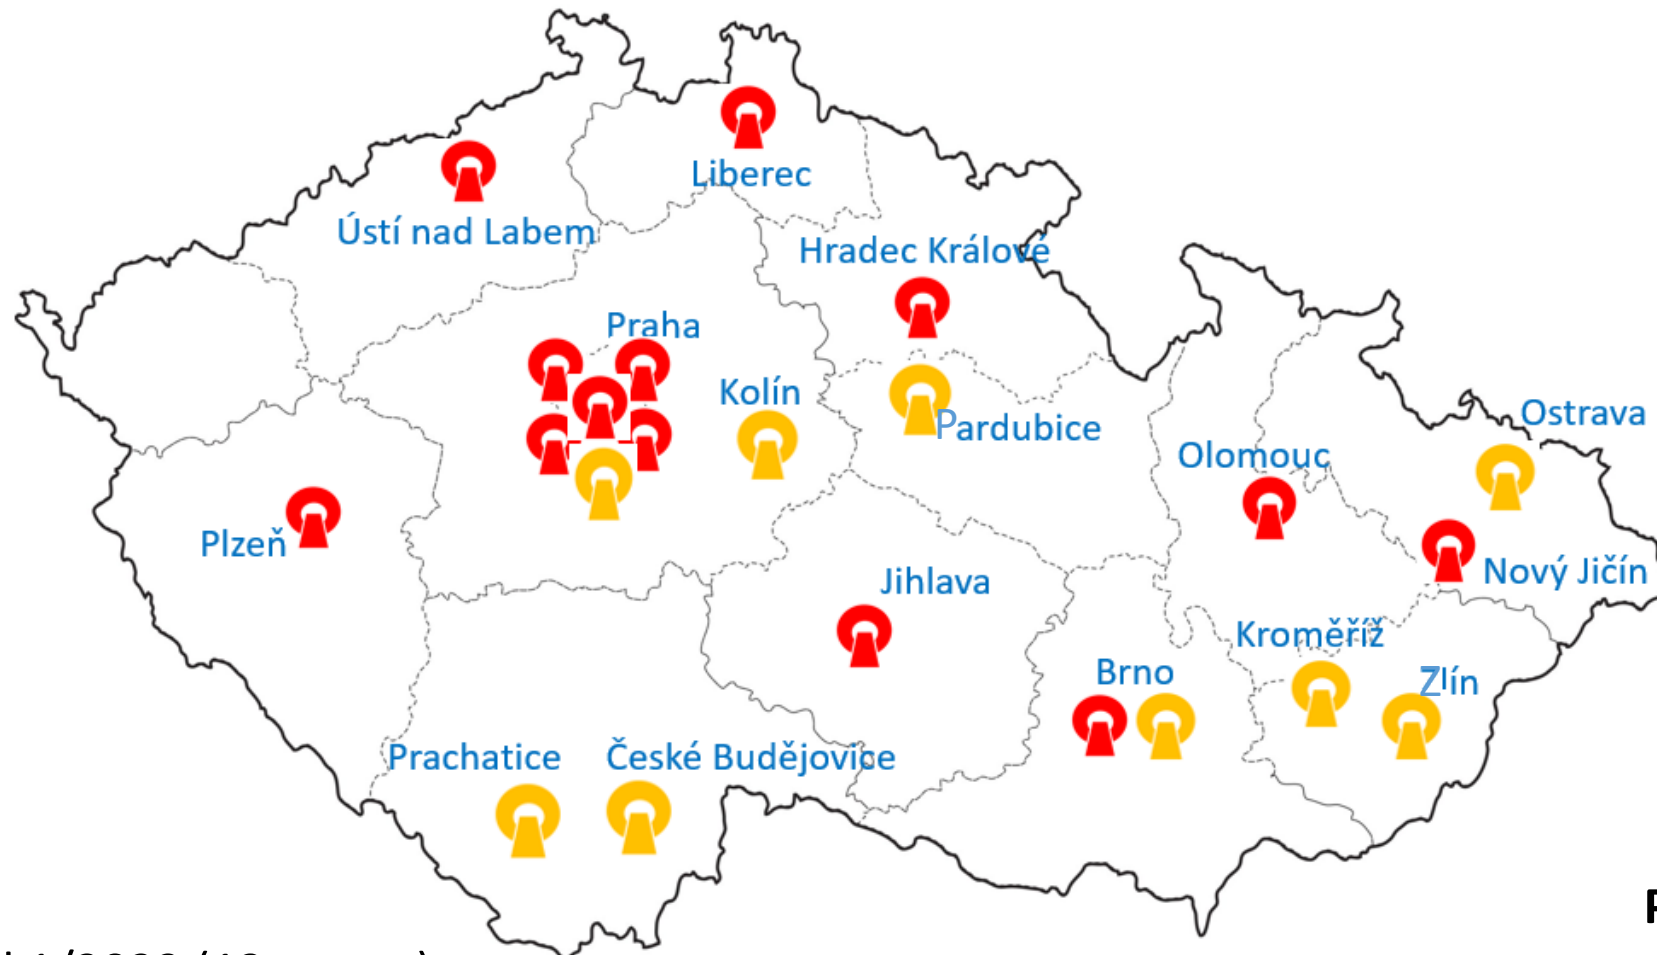 Liberec
Ústí nad Labem
Hradec Králové
Praha
Kolín
Pardubice
Ostrava
Olomouc
Plzeň
Nový Jičín
Jihlava
Kroměříž
Brno
Zlín
Prachatice
České Budějovice